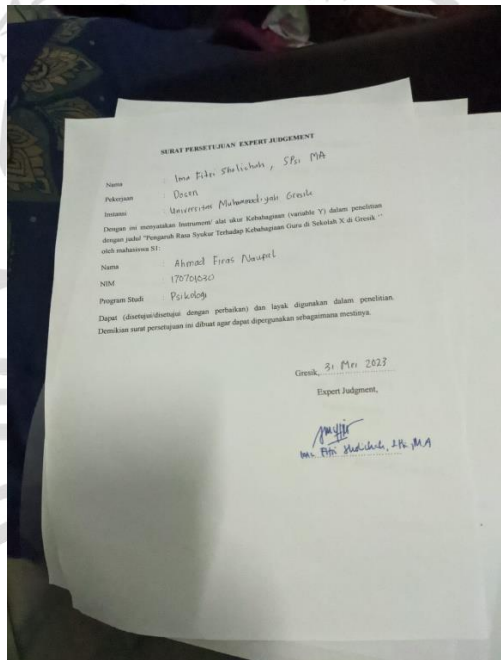 SURAT PERSETUJUAN EXPERT JUDGEMENT
Nama : Ima Fitri Sholichah, SPsi MA
Pekerjaan : Dosen
Instansi : Universitas Muhammadiyah Gresik
Dengan ini menyatakan Instrumen/ alat ukur Kebahagiaan (variable Y) dalam penelitian
dengan judul "Pengaruh Rasa Syukur Terhadap Kebahagiaan Guru di Sekolah X di Gresik "
oleh mahasiswa S1:
Nama : Ahmad Firas Naufal
NIM : 170701030
Program Studi : Psikologi
Dapat (disetujui/disetujui dengan perbaikan) dan layak digunakan dalam penelitian.
Demikian surat persetujuan ini dibuat agar dapat dipergunakan sebagaimana mestinya.
Gresik, 31 Mei 2023
Expert Judgment,
Ima Fitri Sholichah, MA